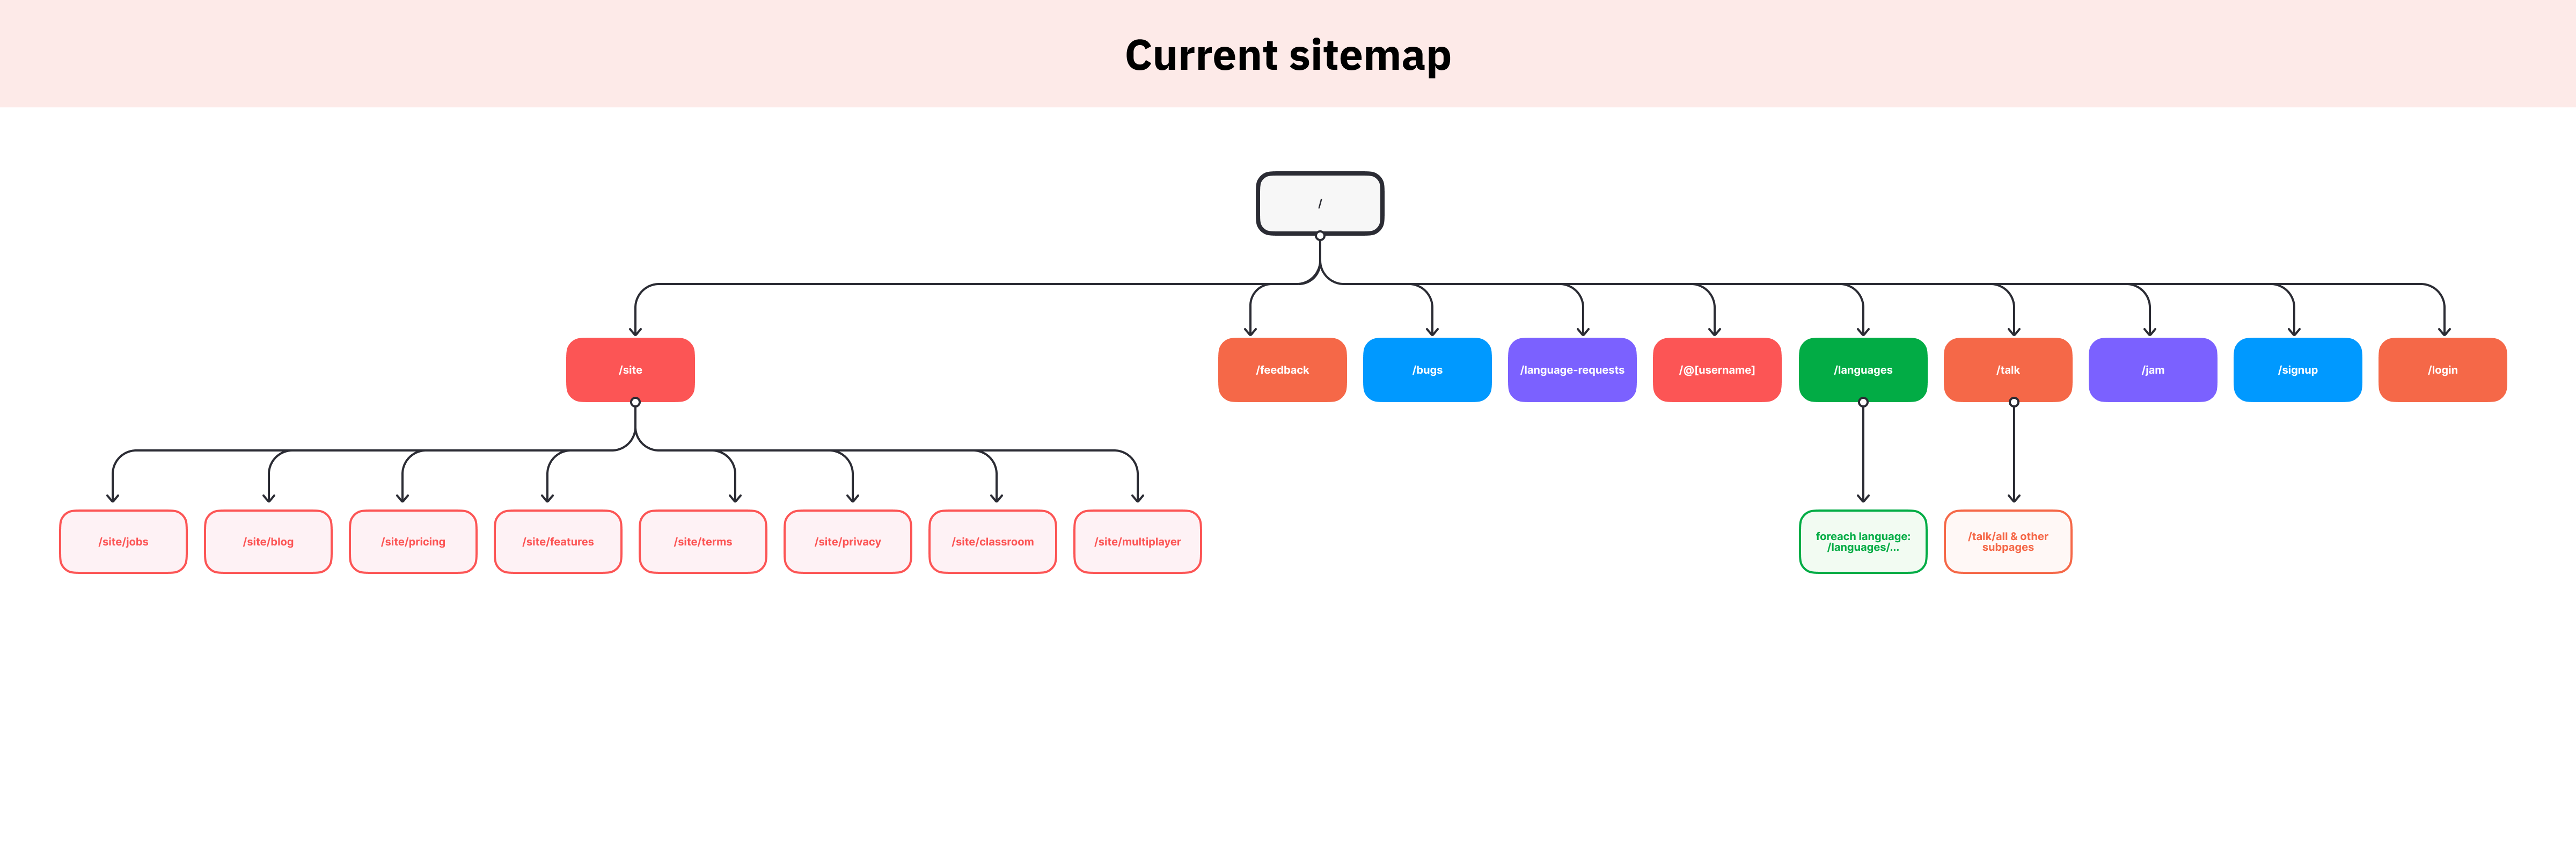 Current sitemap
/
/site
/feedback
/bugs
/language-requests
/@[username]
/languages
/talk
/jam
/signup
/login
/site/jobs
/site/blog
/site/pricing
/site/features
/site/terms
/site/privacy
/site/classroom
/site/multiplayer
foreach language:
/languages/...
/talk/all & other
subpages